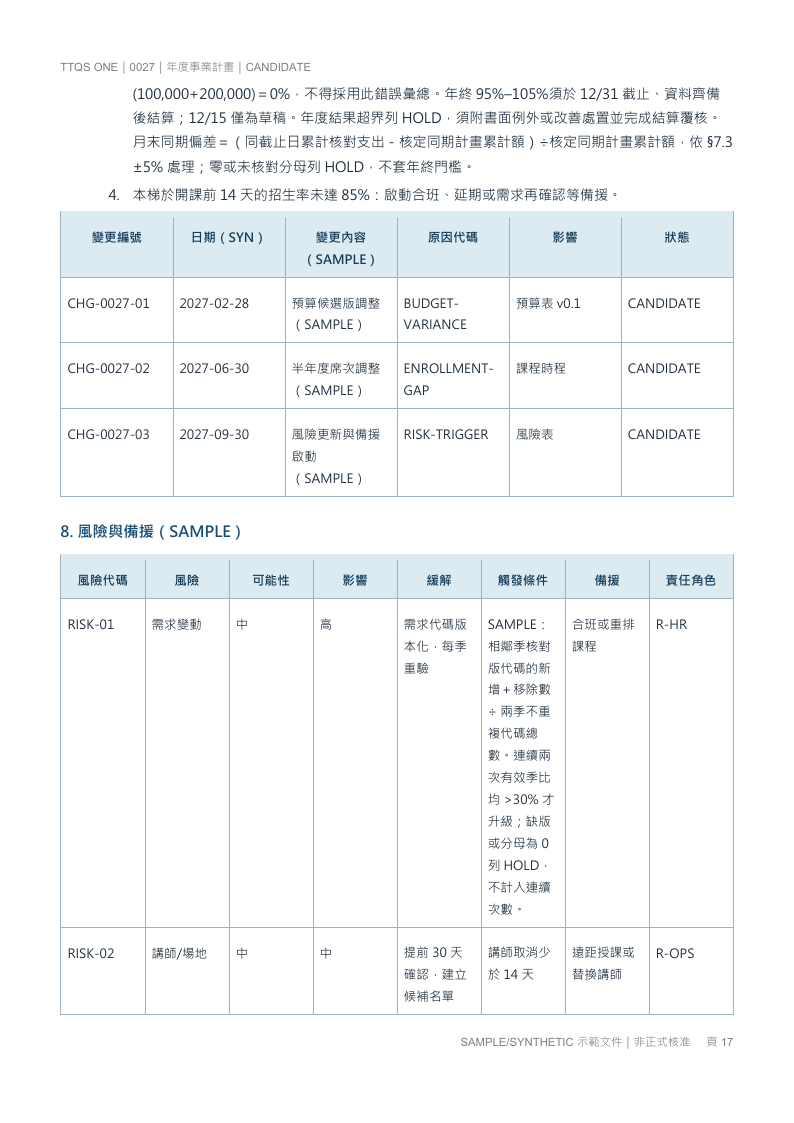 TTQS ONE | 0027 | 年度事業計畫 | CANDIDATE
(100,000+200,000) = 0%，不得採用此錯誤彙總。年終 95%–105%須於 12/31 截止、資料齊備
後結算；12/15 僅為草稿。年度結果超界列 HOLD，須附書面例外或改善處置並完成結算覆核。
月末同期偏差＝（同截止日累計核對支出－核定同期計畫累計額）÷核定同期計畫累計額，依 §7.3
±5% 處理；零或未核對分母列 HOLD，不套年終門檻。
4. 本梯於開課前 14 天的招生率未達 85%：啟動合班、延期或需求再確認等備援。
變更編號 日期（SYN） 變更內容 原因代碼 影響 狀態
（SAMPLE）
CHG-0027-01 2027-02-28 預算候選版調整 BUDGET- 預算表 v0.1 CANDIDATE
（SAMPLE） VARIANCE
CHG-0027-02 2027-06-30 半年度席次調整 ENROLLMENT- 課程時程 CANDIDATE
（SAMPLE） GAP
CHG-0027-03 2027-09-30 風險更新與備援 RISK-TRIGGER 風險表 CANDIDATE
啟動
（SAMPLE）
8. 風險與備援（SAMPLE）
風險代碼 風險 可能性 影響 緩解 觸發條件 備援 責任角色
RISK-01 需求變動 中 高 需求代碼版 SAMPLE： 合班或重排 R-HR
本化，每季 相鄰季核對 課程
重驗 版代碼的新
增＋移除數
÷ 兩季不重
複代碼總
數。連續兩
次有效季比
均 >30% 才
升級；缺版
或分母為 0
列 HOLD，
不計入連續
次數。
RISK-02 講師/場地 中 中 提前 30 天 講師取消少 遠距授課或 R-OPS
確認，建立 於 14 天 替換講師
候補名單
SAMPLE/SYNTHETIC 示範文件 | 非正式核准 頁 17